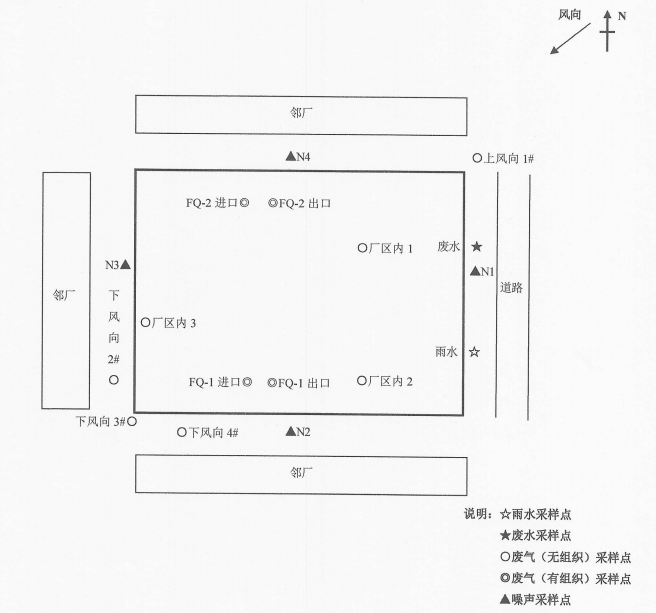 风向 N
邻厂
▲N4
○上风向 1#
FQ-2 进口◎ ◎FQ-2 出口
○厂区内 1
废水 ★
N3▲
▲N1
邻厂
下风向2#
○
道路
○厂区内 3
雨水 ☆
FQ-1 进口◎ ◎FQ-1 出口
○厂区内 2
下风向 3#○
○下风向 4#
▲N2
邻厂
说明：☆雨水采样点
★废水采样点
○废气（无组织）采样点
◎废气（有组织）采样点
▲噪声采样点